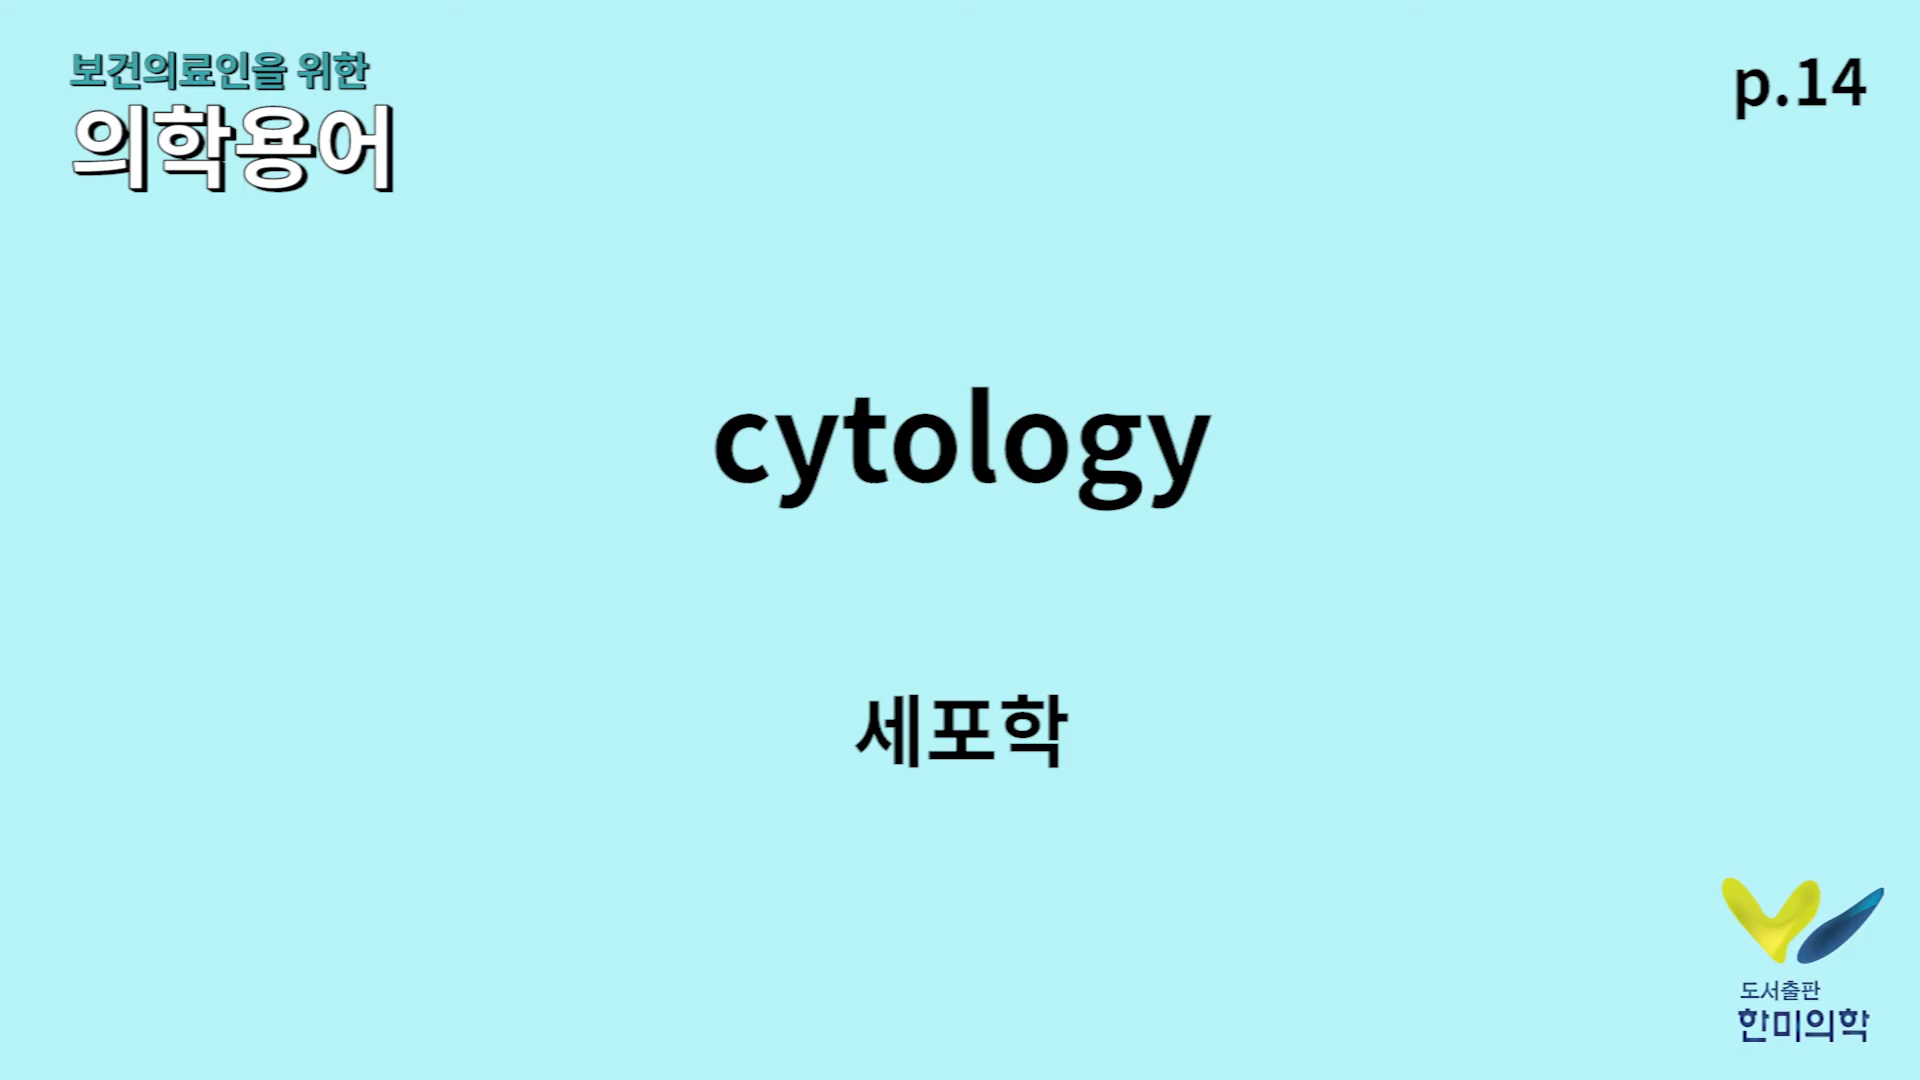 보건의료인을 위한
의학용어
p.14
cytology
세포학
도서출판
한미의학